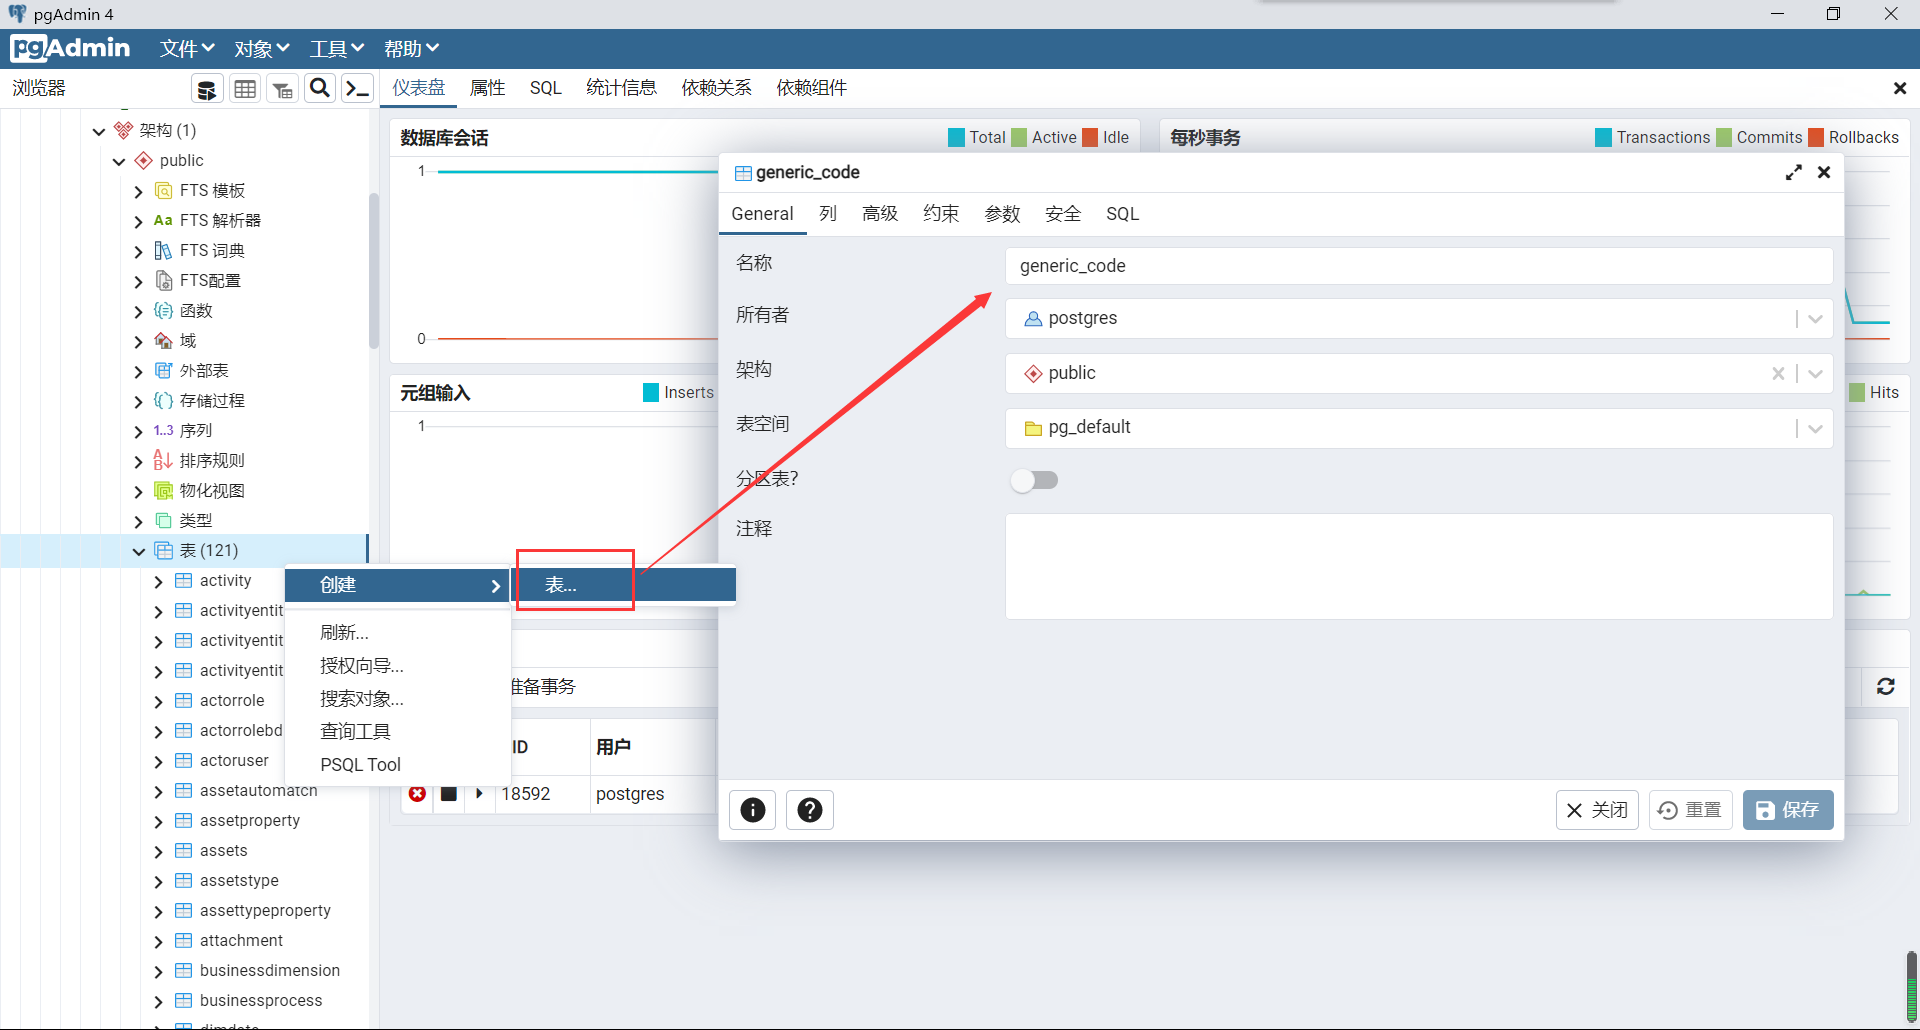 pgAdmin 4
pgAdmin 文件 对象 工具 帮助
浏览器
仪表盘 属性 SQL 统计信息 依赖关系 依赖组件
架构 (1)
public
FTS 模板
Aa FTS 解析器
FTS 词典
FTS配置
函数
域
外部表
存储过程
1..3 序列
排序规则
物化视图
类型
表 (121)
activity
activityentit
activityentit
activityentit
actorrole
actorrolebd
actoruser
assetautomatch
assetproperty
assets
assetstype
assettypeproperty
attachment
businessdimension
businessprocess
创建
表...
刷新...
授权向导...
搜索对象...
查询工具
PSQL Tool
数据库会话 Total Active Idle
1
0
每秒事务 Transactions Commits Rollbacks
元组输入 Inserts
1
Hits
准备事务
ID 用户
18592 postgres
generic_code
General 列 高级 约束 参数 安全 SQL
名称 generic_code
所有者 postgres
架构 public
表空间 pg_default
分区表?
注释
关闭 重置 保存